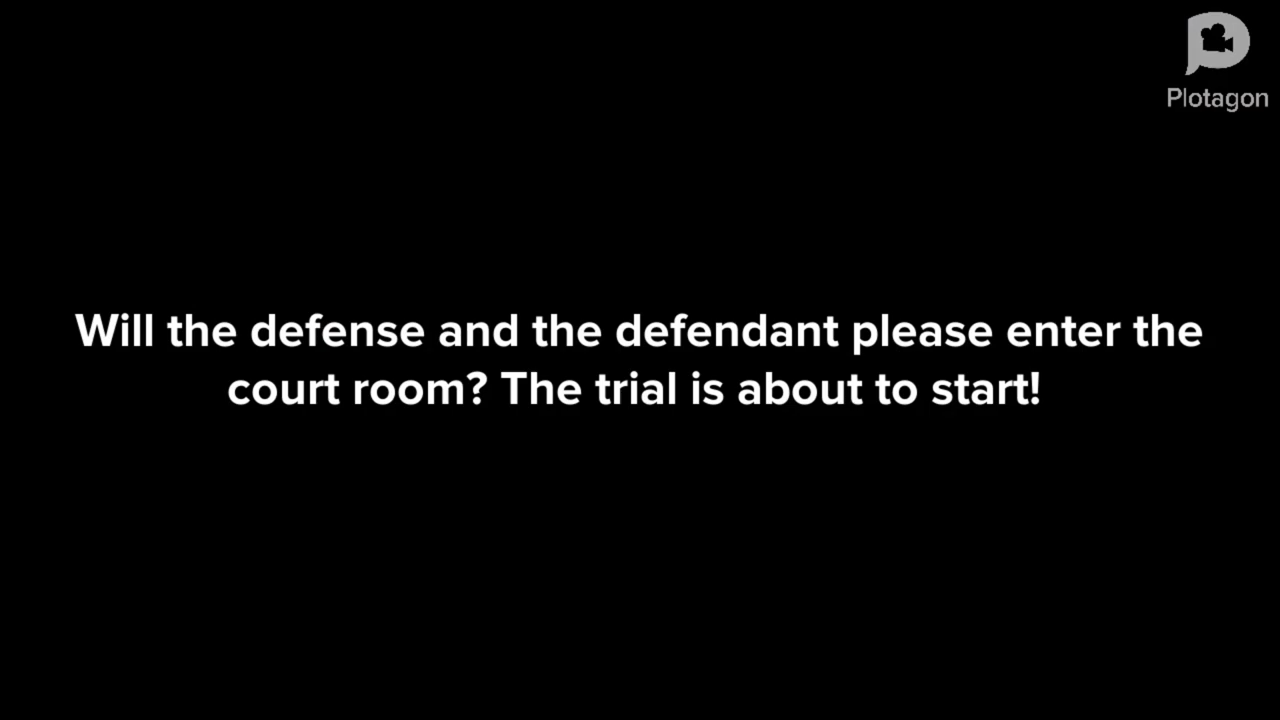 Plotagon
Will the defense and the defendant please enter the
court room? The trial is about to start!